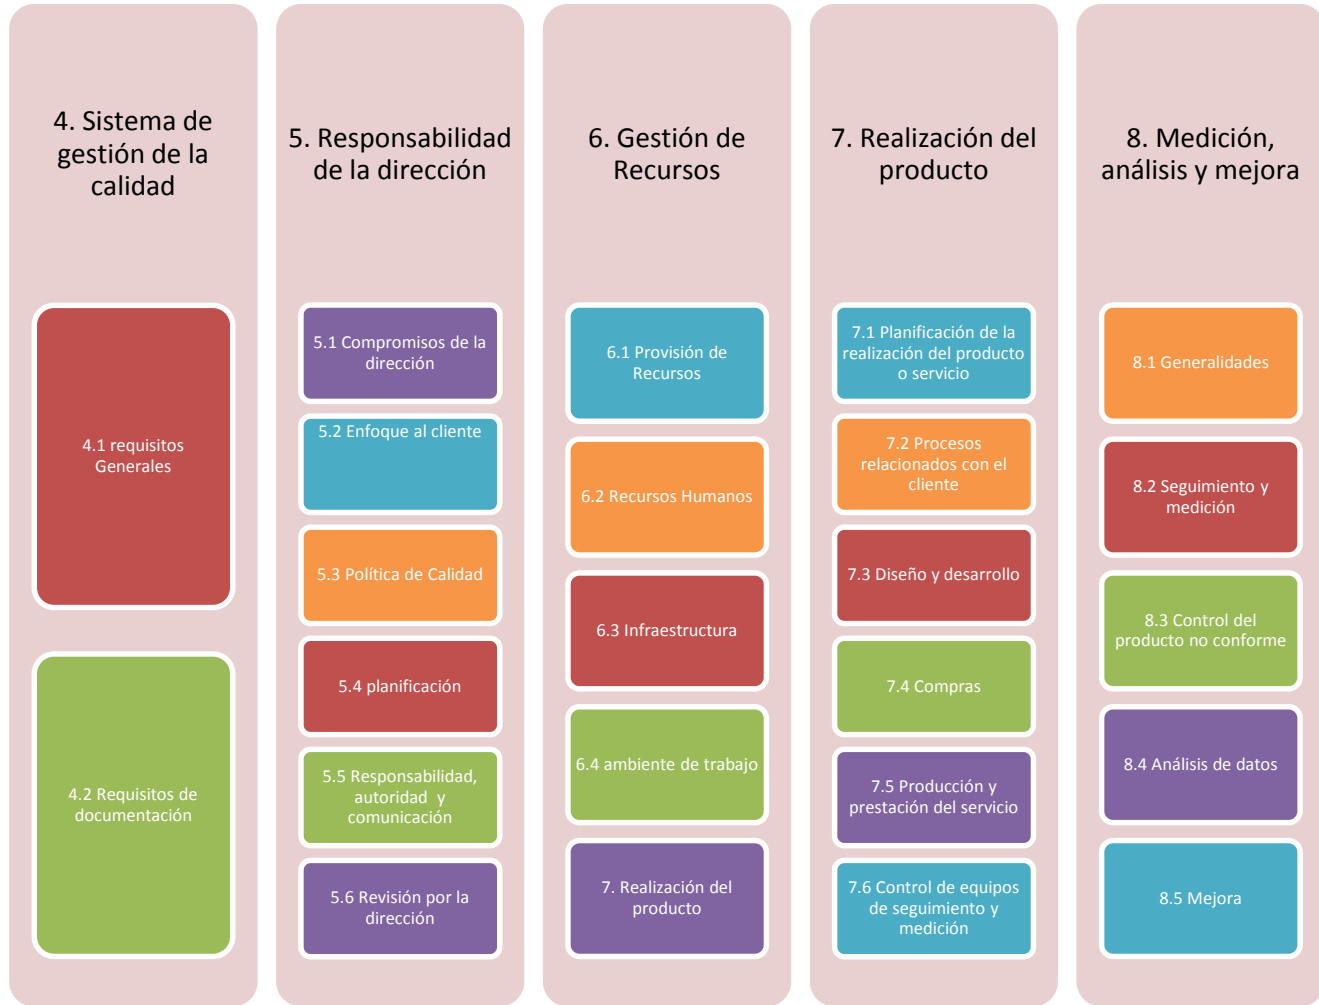 4. Sistema de
gestión de la
calidad
4.1 requisitos
Generales
4.2 Requisitos de
documentación
5. Responsabilidad
de la dirección
5.1 Compromisos de la
dirección
5.2 Enfoque al cliente
5.3 Política de Calidad
5.4 planificación
5.5 Responsabilidad,
autoridad y
comunicación
5.6 Revisión por la
dirección
6. Gestión de
Recursos
6.1 Provisión de
Recursos
6.2 Recursos Humanos
6.3 Infraestructura
6.4 ambiente de trabajo
7. Realización del
producto
7. Realización del
producto
7.1 Planificación de la
realización del producto
o servicio
7.2 Procesos
relacionados con el
cliente
7.3 Diseño y desarrollo
7.4 Compras
7.5 Producción y
prestación del servicio
7.6 Control de equipos
de seguimiento y
medición
8. Medición,
análisis y mejora
8.1 Generalidades
8.2 Seguimiento y
medición
8.3 Control del
producto no conforme
8.4 Análisis de datos
8.5 Mejora